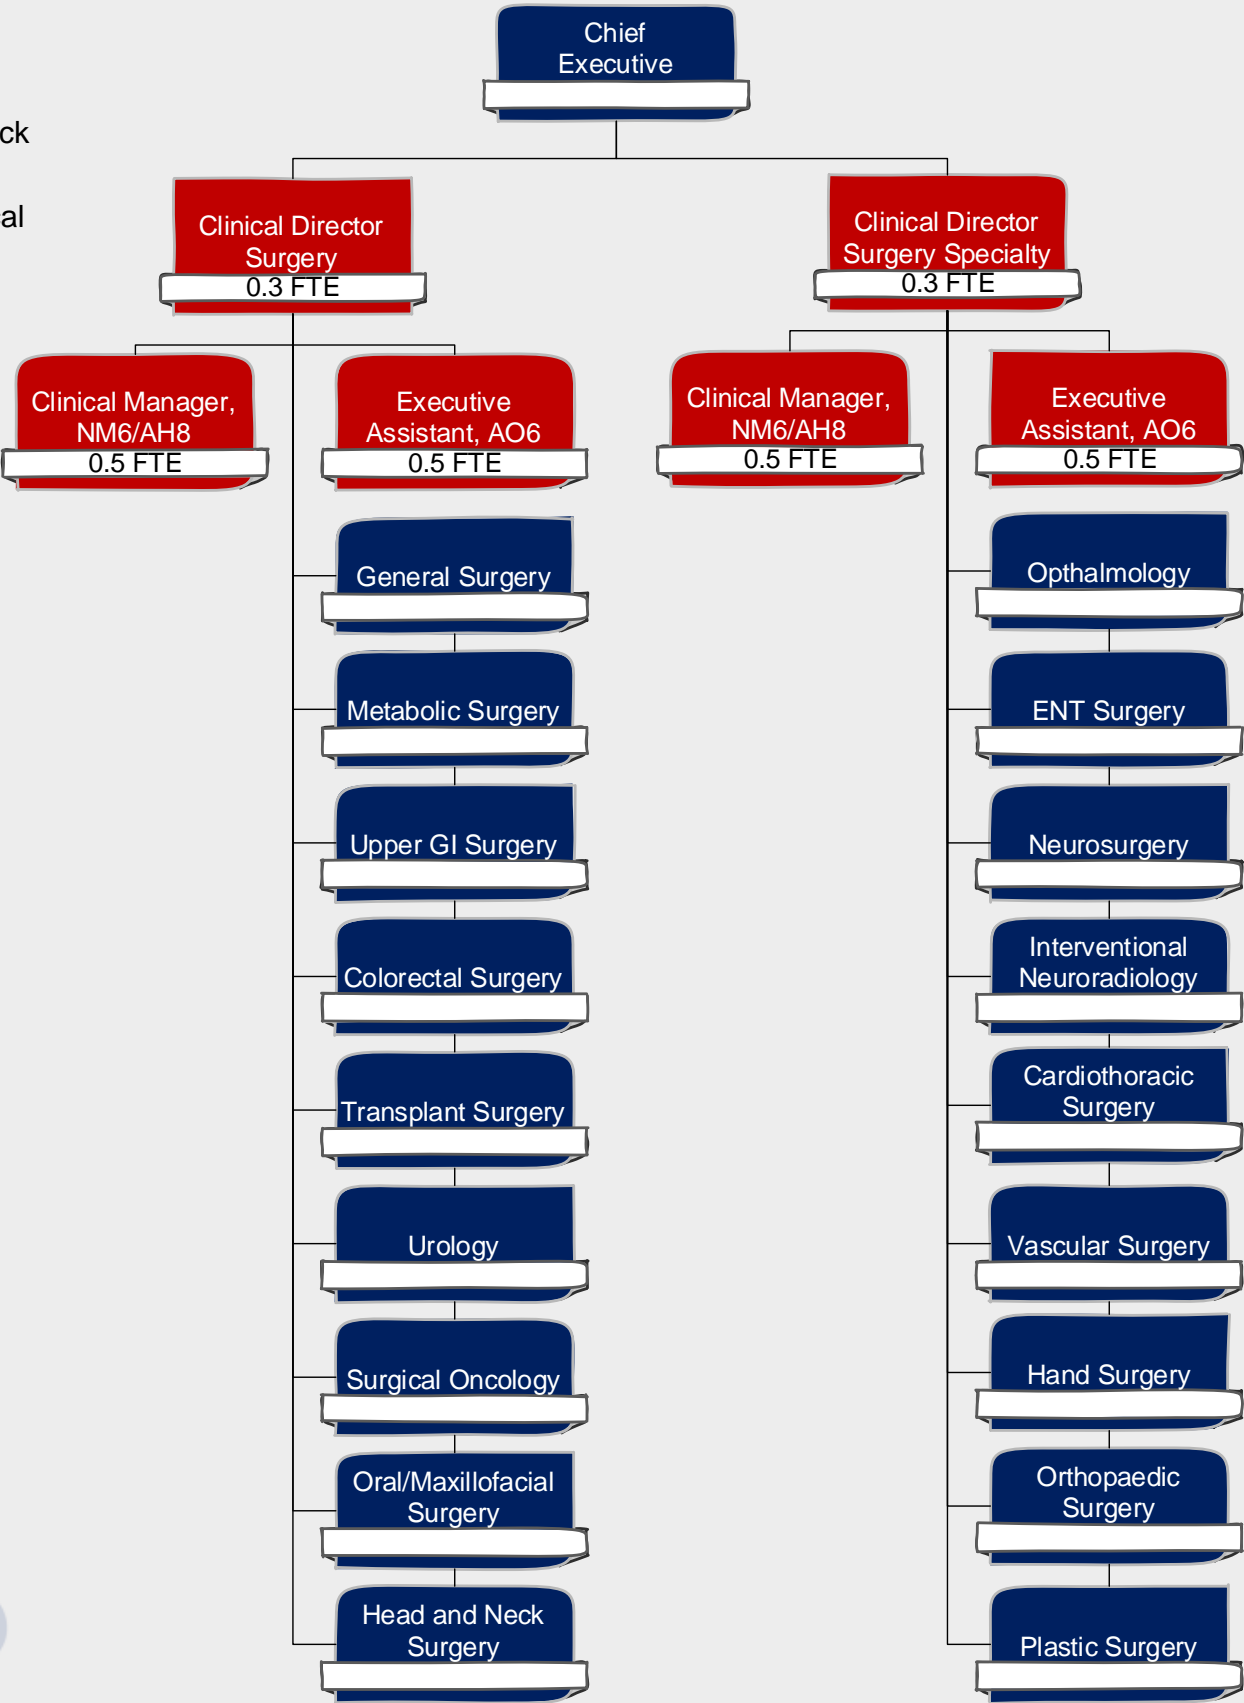 Chief
Executive
ck
al
Clinical Director
Surgery
0.3 FTE
Clinical Director
Surgery Specialty
0.3 FTE
Clinical Manager,
NM6/AH8
0.5 FTE
Executive
Assistant, AO6
0.5 FTE
Clinical Manager,
NM6/AH8
0.5 FTE
Executive
Assistant, AO6
0.5 FTE
General Surgery
Metabolic Surgery
Upper GI Surgery
Colorectal Surgery
Transplant Surgery
Urology
Surgical Oncology
Oral/Maxillofacial
Surgery
Head and Neck
Surgery
Opthalmology
ENT Surgery
Neurosurgery
Interventional
Neuroradiology
Cardiothoracic
Surgery
Vascular Surgery
Hand Surgery
Orthopaedic
Surgery
Plastic Surgery